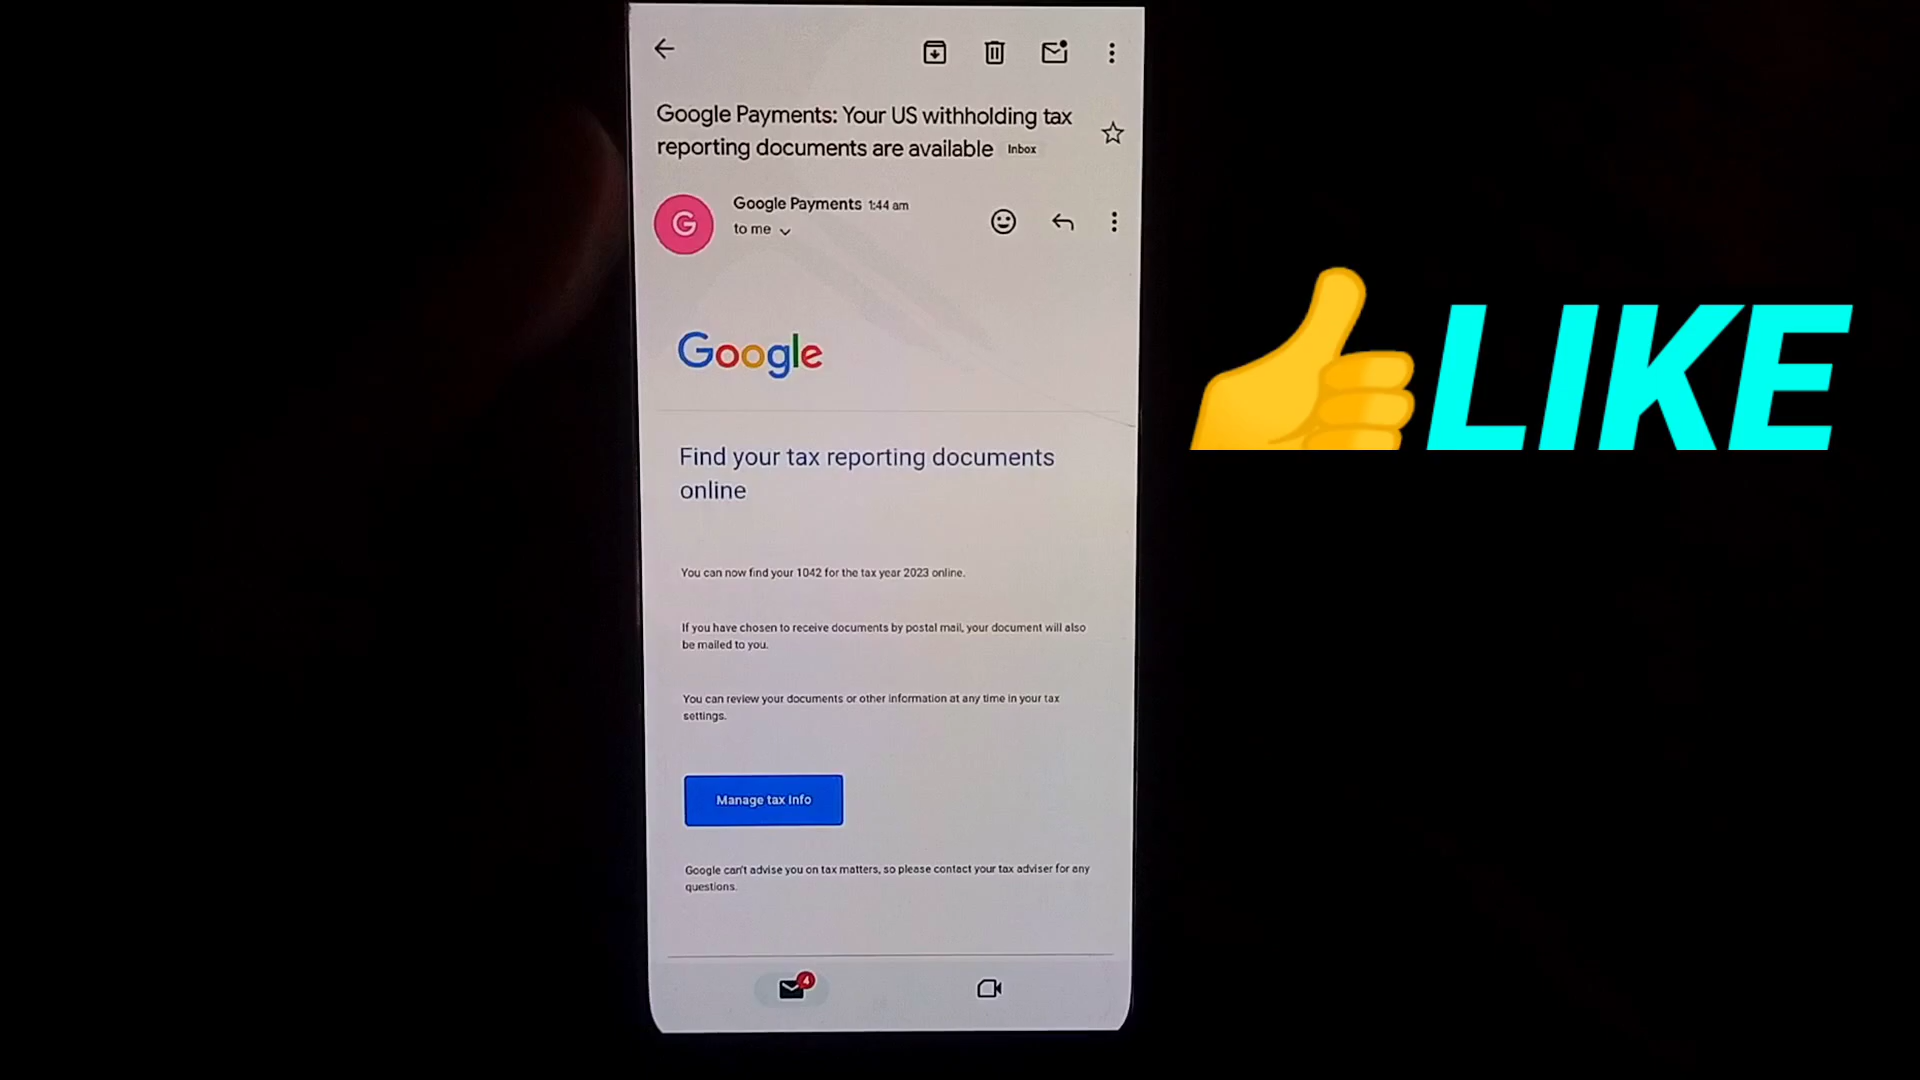 Google Payments: Your US withholding tax
reporting documents are available Inbox
G
Google Payments 1:44 am
to me
Google
Find your tax reporting documents
online
You can now find your 1042 for the tax year 2023 online.
If you have chosen to receive documents by postal mail, your document will also
be mailed to you.
You can review your documents or other information at any time in your tax
settings.
Manage tax info
Google can't advise you on tax matters, so please contact your tax adviser for any
questions.
4
LIKE